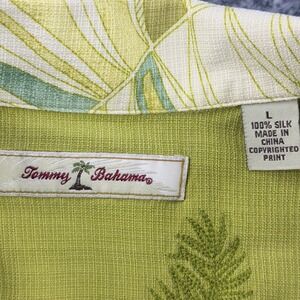 L
100% SILK
MADE IN
CHINA
COPYRIGHTED
PRINT
Tommy Bahama®